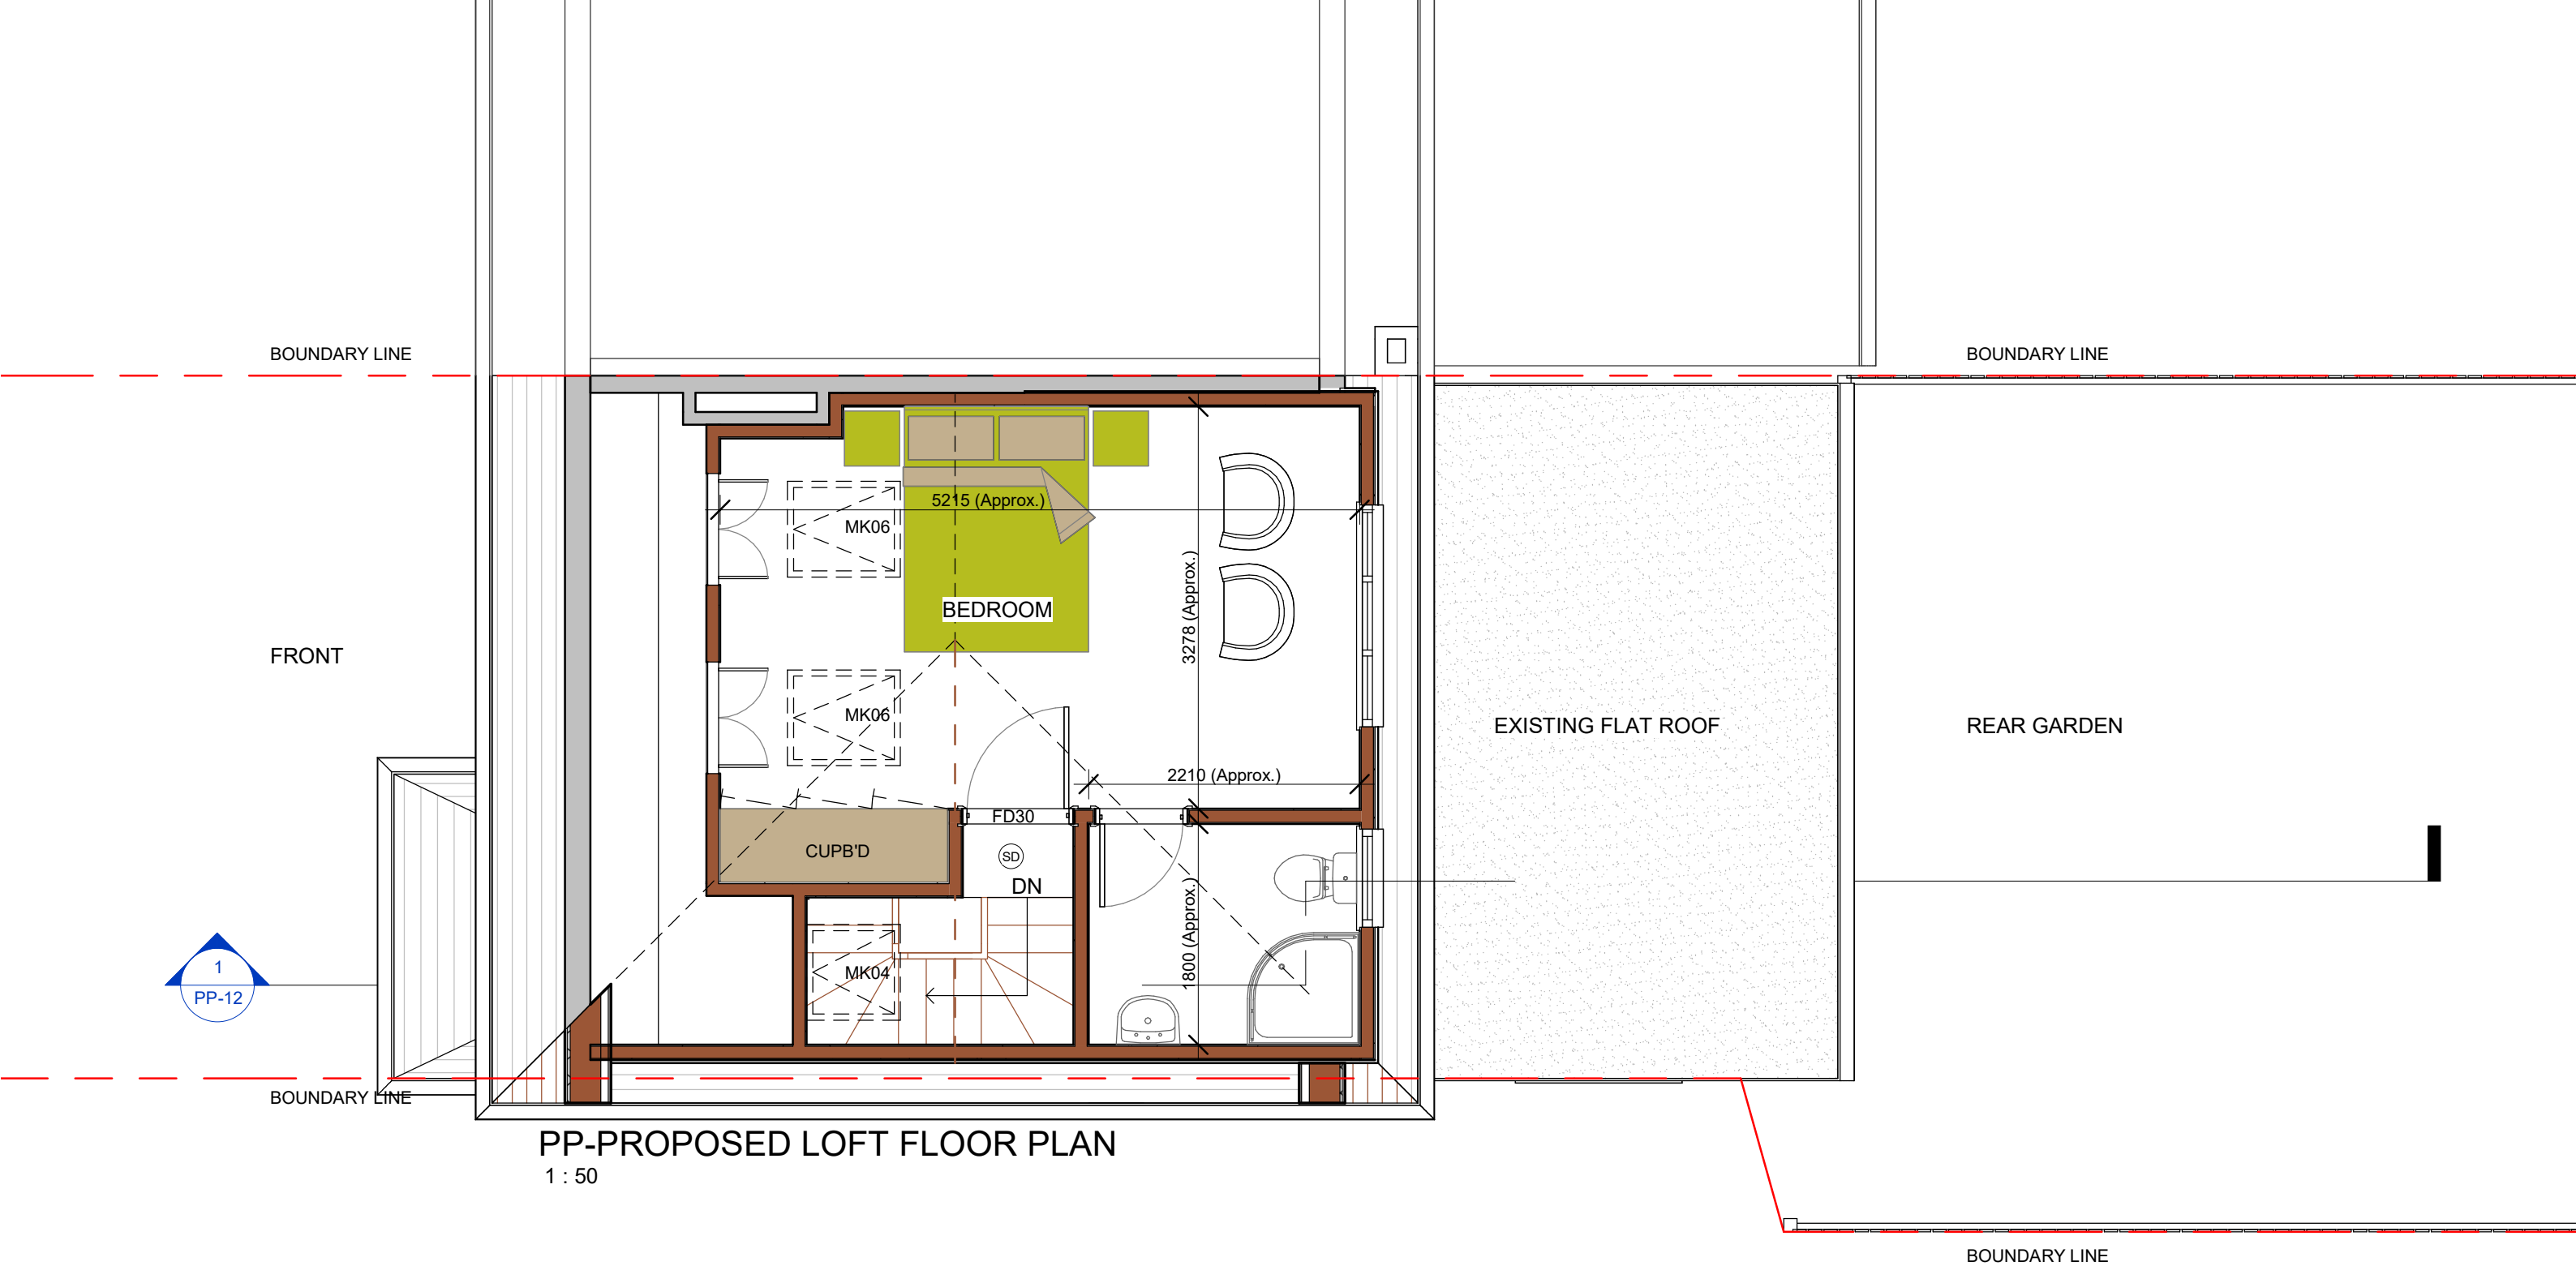 BOUNDARY LINE
BOUNDARY LINE
5215 (Approx.)
MK06
3278 (Approx.)
BEDROOM
FRONT
MK06
EXISTING FLAT ROOF
REAR GARDEN
2210 (Approx.)
FD30
CUPB'D
SD
DN
1800 (Approx.)
MK04
1
PP-12
BOUNDARY LINE
PP-PROPOSED LOFT FLOOR PLAN
1 : 50
BOUNDARY LINE